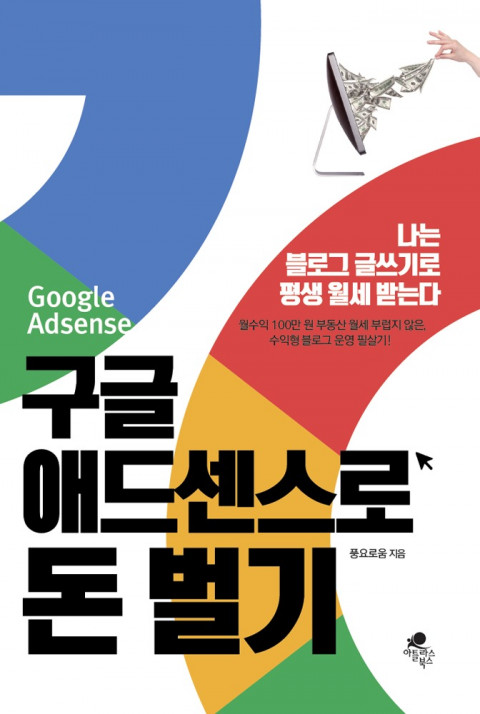 나는
블로그 글쓰기로
평생 월세 받는다
월수익 100만 원 부동산 월세 부럽지 않은,
수익형 블로그 운영 필살기!
Google
Adsense
구글
애드센스로
돈 벌기
풍요로움 지음
아틀라스
북스